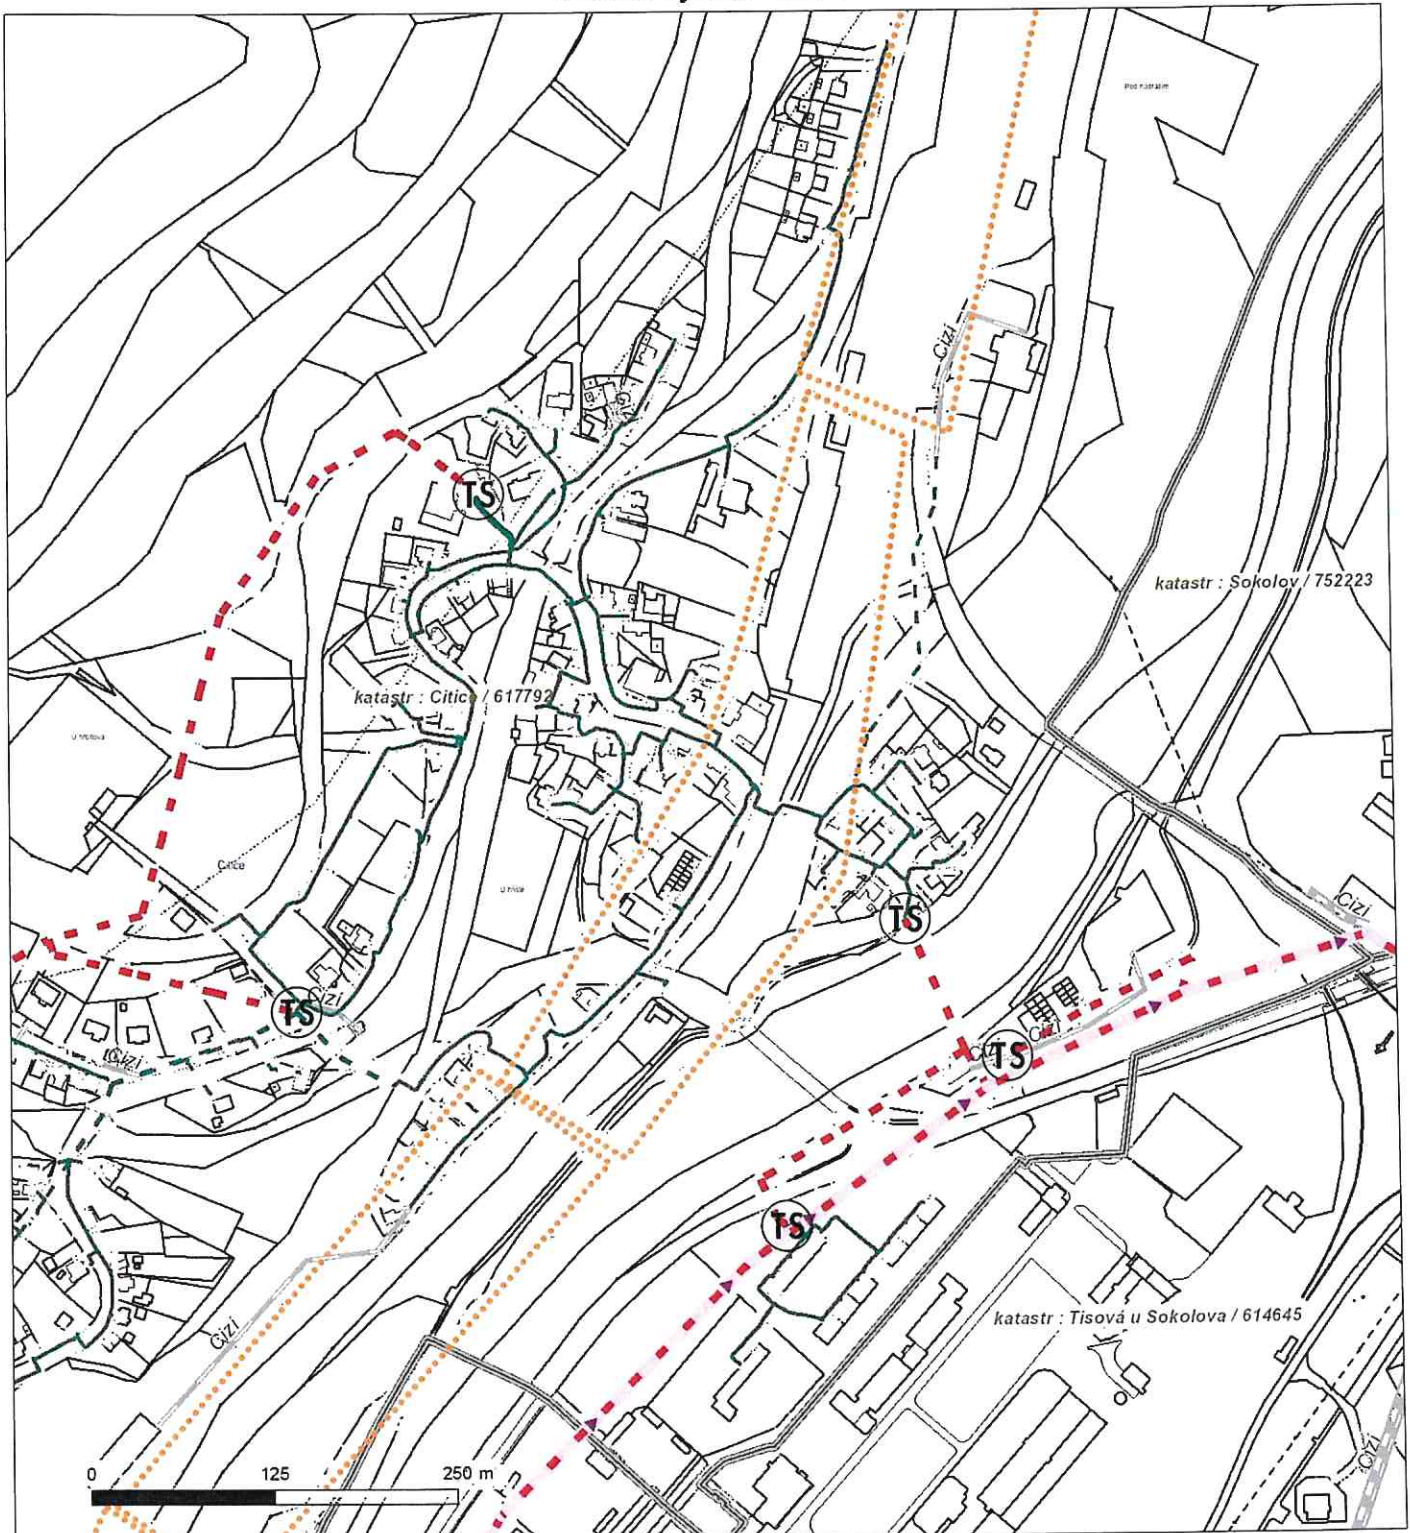 Pod nádražím
Cizí
katastr : Sokolov / 752223
TS
katastr : Citice / 617792
U hřbitova
Citice
U hřiště
TS
Cizí
TS
Cizí
Cizí
Cizí
TS
TS
katastr : Tisová u Sokolova / 614645
Cizí
Cizí
0 125 250 m